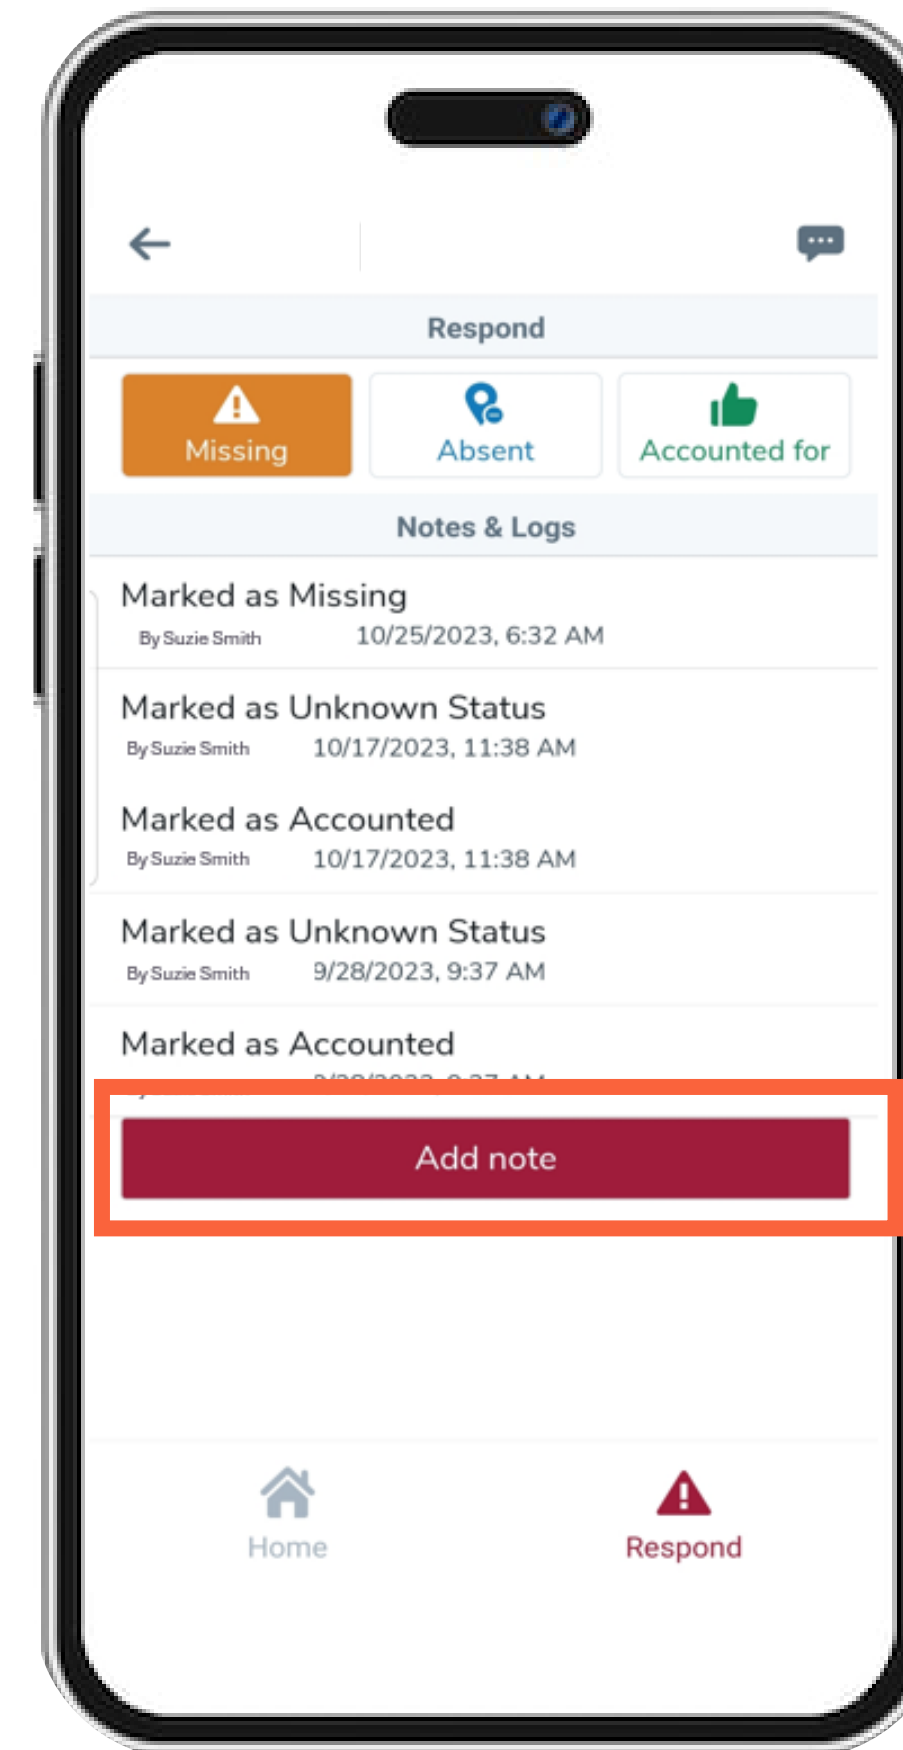 Respond
Missing Absent Accounted for
Notes & Logs
Marked as Missing
By Suzie Smith 10/25/2023, 6:32 AM
Marked as Unknown Status
By Suzie Smith 10/17/2023, 11:38 AM
Marked as Accounted
By Suzie Smith 10/17/2023, 11:38 AM
Marked as Unknown Status
By Suzie Smith 9/28/2023, 9:37 AM
Marked as Accounted
Add note
Home Respond